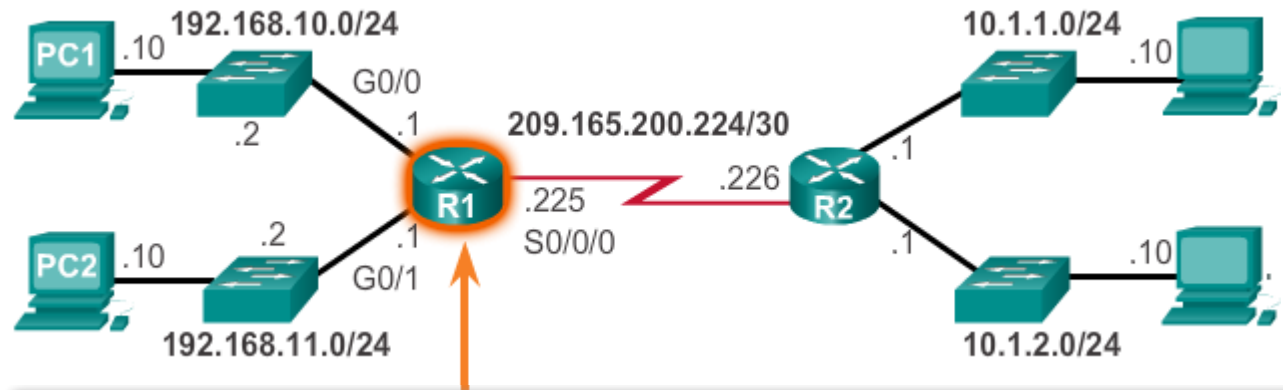 192.168.10.0/24
10.1.1.0/24
PC1
.10
G0/0
.10
.2
.1
209.165.200.224/30
.1
R1
.225
.226
R2
S0/0/0
PC2
.10
.2
.1
G0/1
.1
.10
.
192.168.11.0/24
10.1.2.0/24